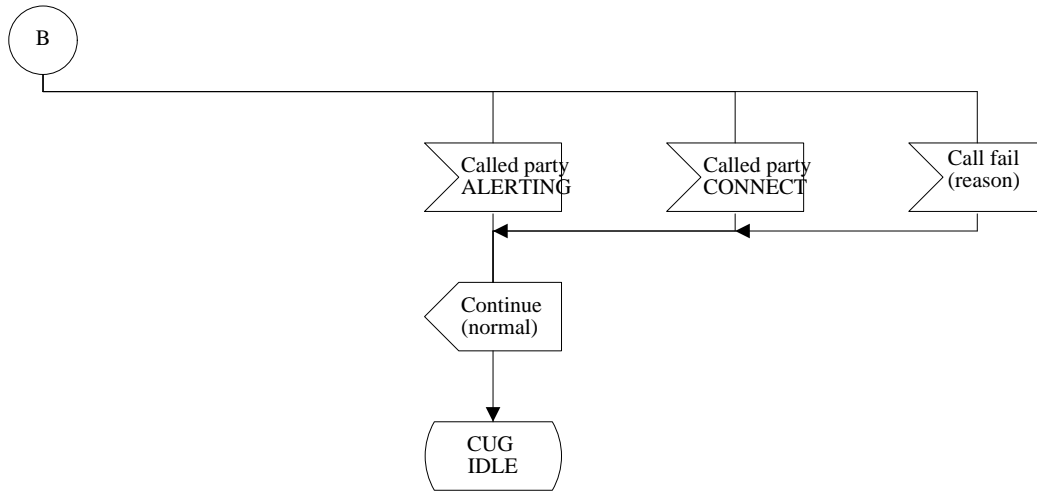 B
Called party
ALERTING
Called party
CONNECT
Call fail
(reason)
Continue
(normal)
CUG
IDLE